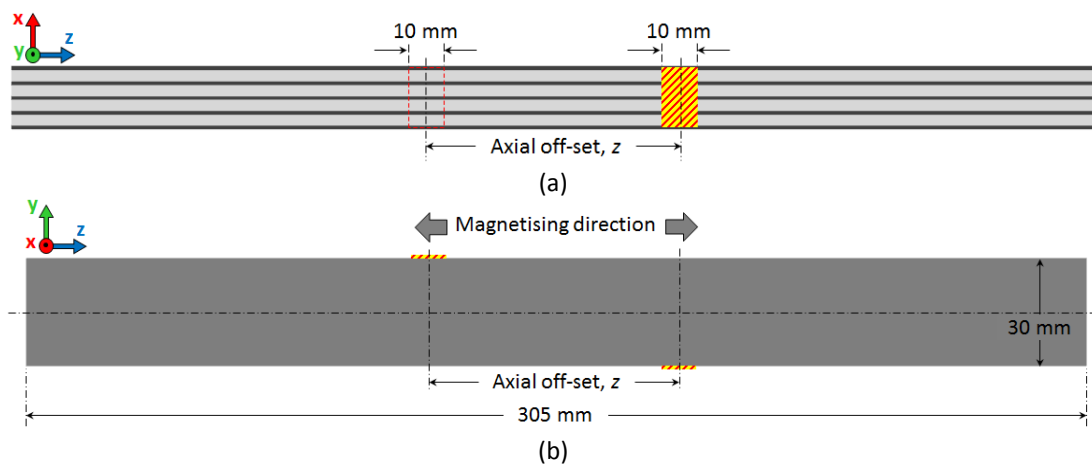 x
y
z
10 mm
10 mm
Axial off-set, z
(a)
y
x
z
Magnetising direction
30 mm
Axial off-set, z
305 mm
(b)